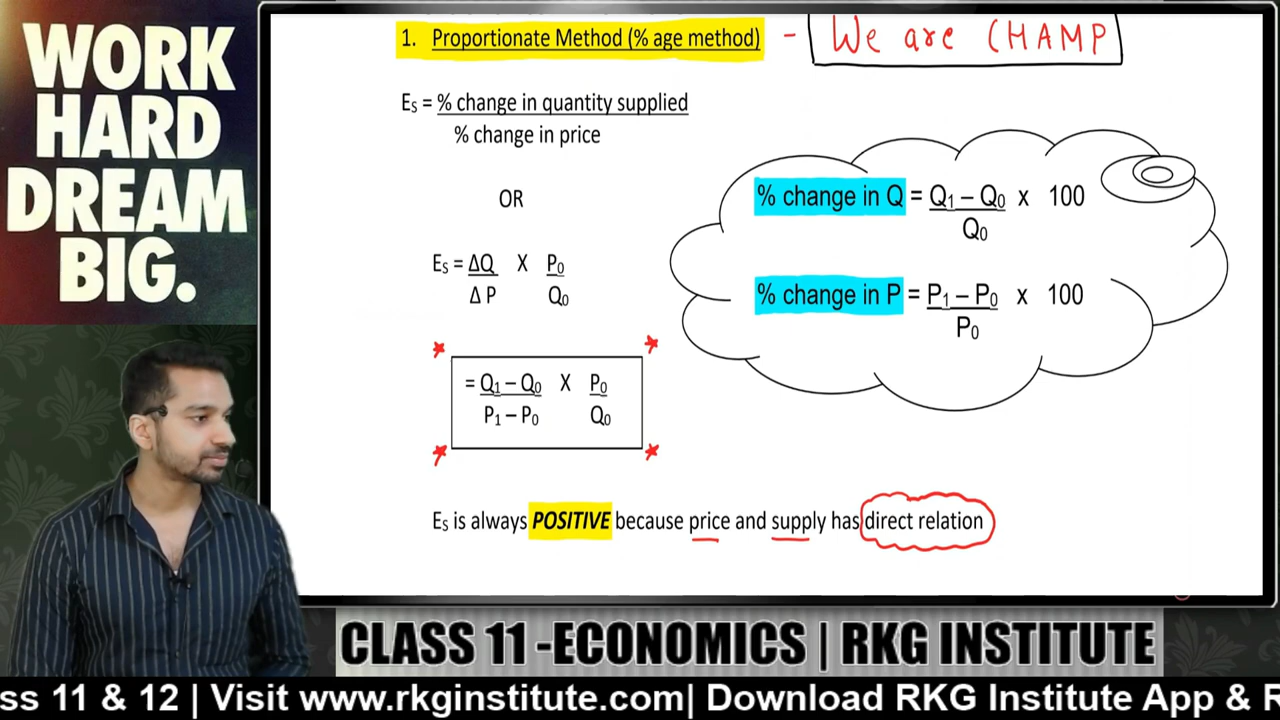 WORK
HARD
DREAM
BIG.
1. Proportionate Method (% age method) - We are CHAMP
ES = % change in quantity supplied
% change in price
OR
ES = ΔQ X P0
Δ P Q0
= Q1 – Q0 X P0
P1 – P0 Q0
% change in Q = Q1 – Q0 x 100
Q0
% change in P = P1 – P0 x 100
P0
ES is always POSITIVE because price and supply has direct relation
CLASS 11 -ECONOMICS | RKG INSTITUTE
ss 11 & 12 | Visit www.rkginstitute.com| Download RKG Institute App & R